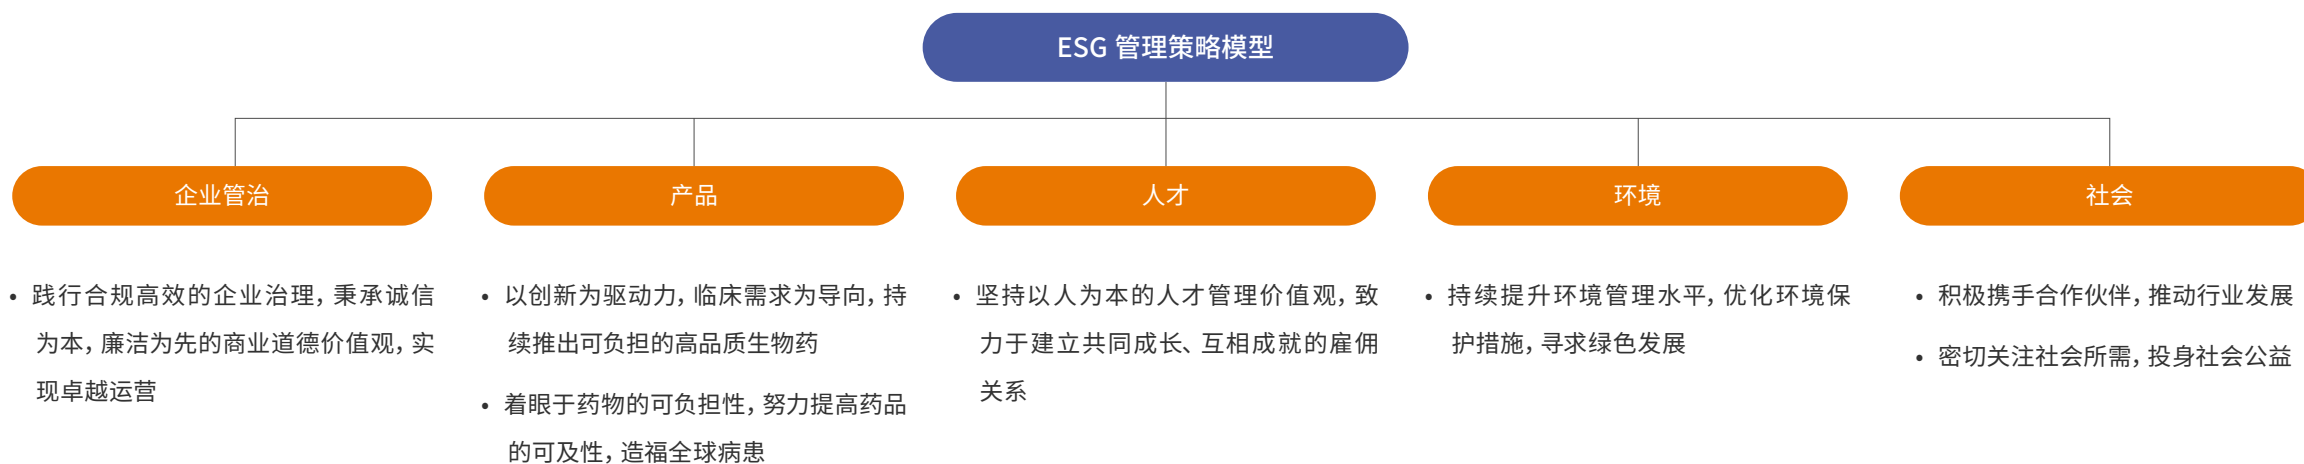 ESG 管理策略模型
企业管治
• 践行合规高效的企业治理，秉承诚信
为本，廉洁为先的商业道德价值观，实
现卓越运营
产品
• 以创新为驱动力，临床需求为导向，持
续推出可负担的高品质生物药
• 着眼于药物的可负担性，努力提高药品
的可及性，造福全球病患
人才
• 坚持以人为本的人才管理价值观，致
力于建立共同成长、互相成就的雇佣
关系
环境
• 持续提升环境管理水平，优化环境保
护措施，寻求绿色发展
社会
• 积极携手合作伙伴，推动行业发展
• 密切关注社会所需，投身社会公益